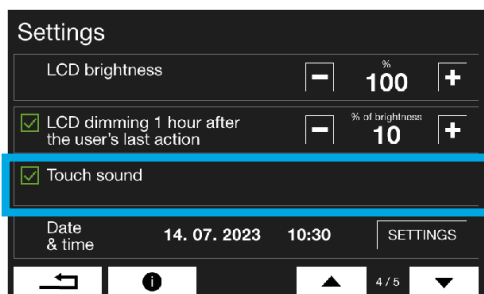 Settings
LCD brightness
%
− 100 +
LCD dimming 1 hour after
the user's last action
% of brightness
− 10 +
Touch sound
Date
& time
14. 07. 2023 10:30 SETTINGS
4/5